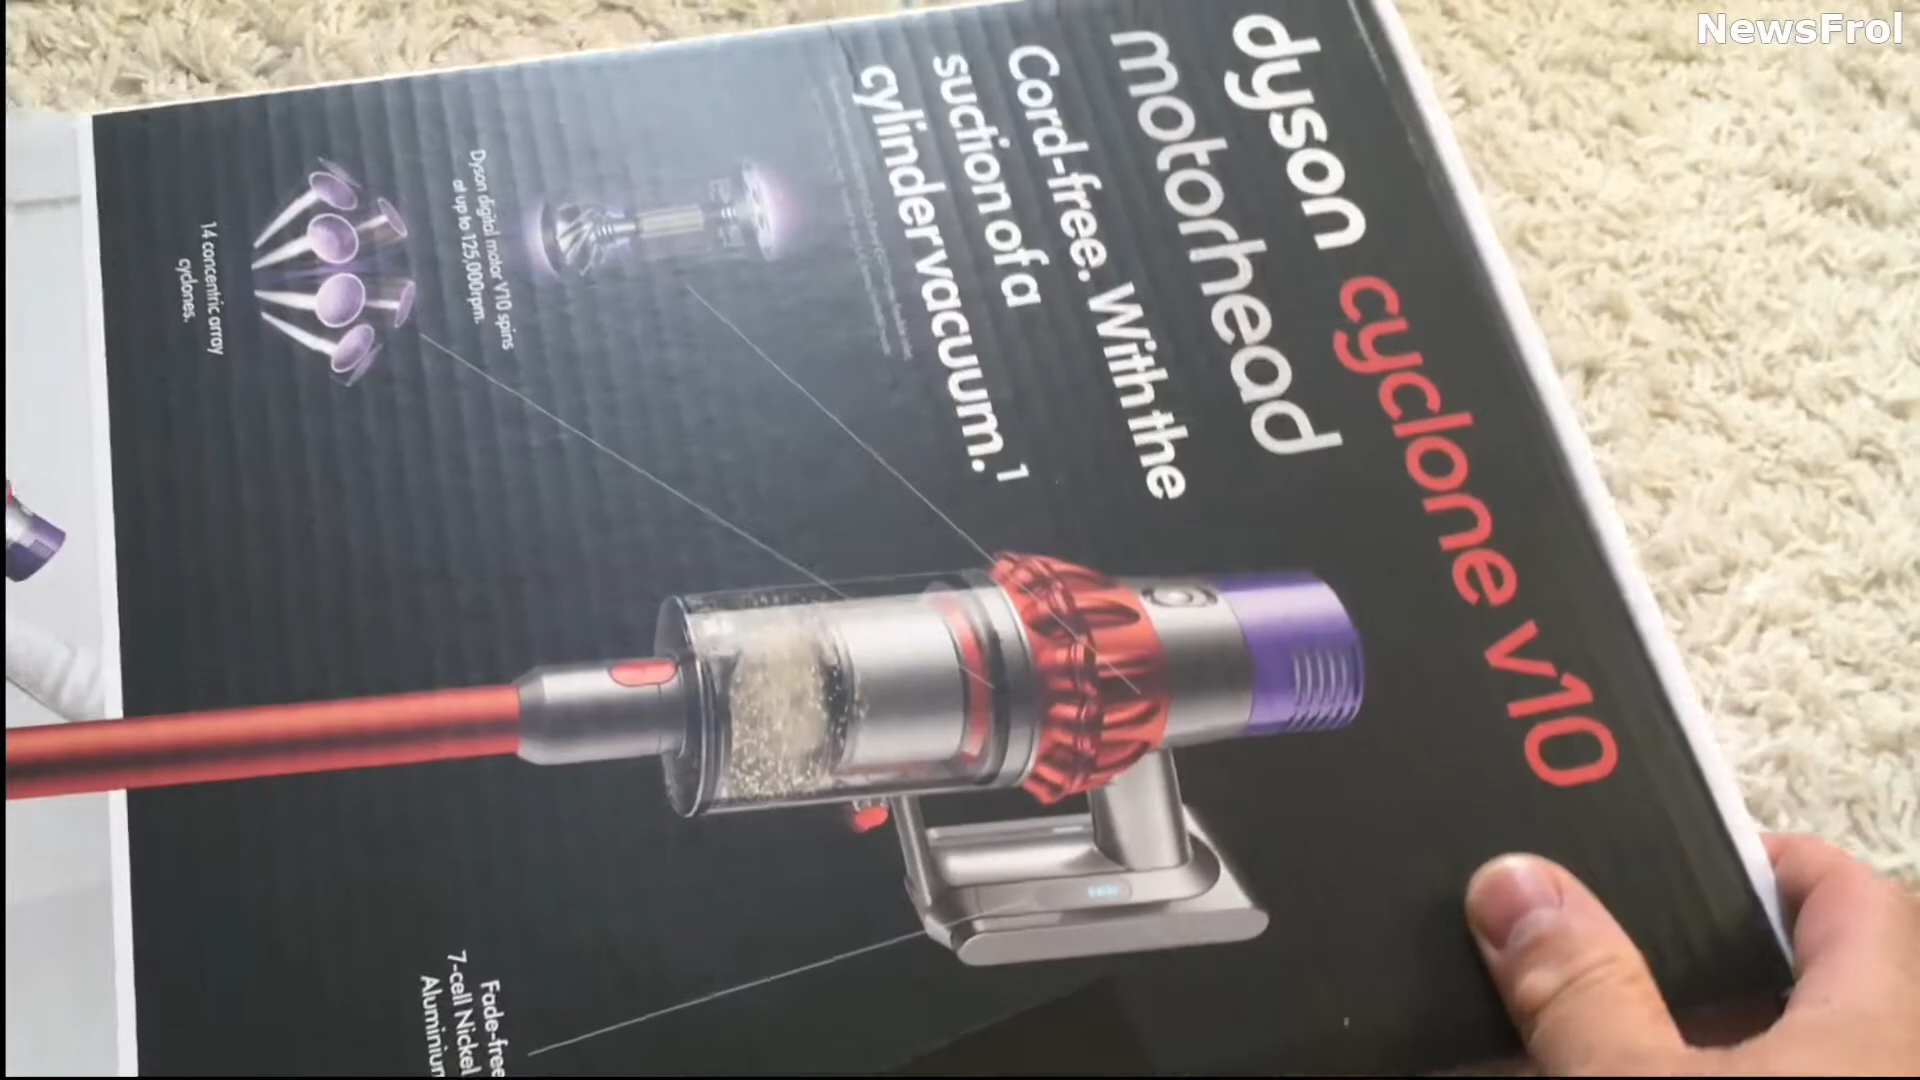 NewsFrol
dyson cyclone v10
motorhead
Cord-free. With the
suction of a
cylinder vacuum.1
Dyson digital motor V10 spins
at up to 125,000rpm.
14 concentric array
cyclones.
Fade-free
7-cell Nickel